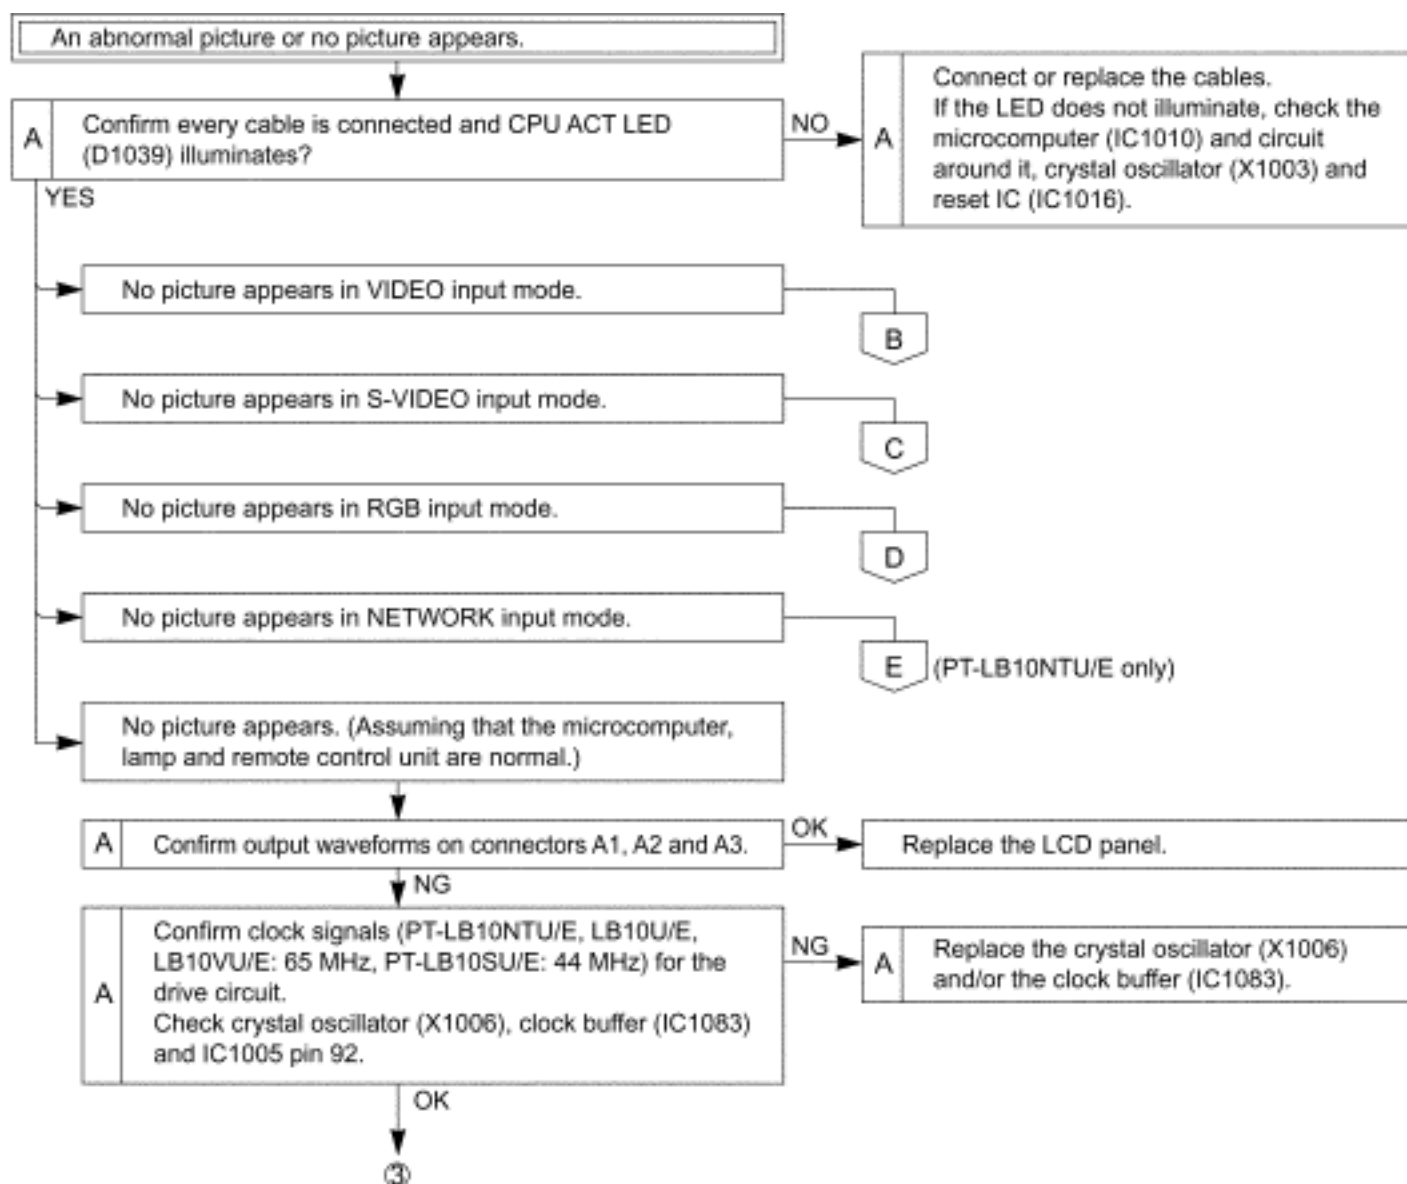 An abnormal picture or no picture appears.
A
Confirm every cable is connected and CPU ACT LED
(D1039) illuminates?
NO
A
Connect or replace the cables.
If the LED does not illuminate, check the
microcomputer (IC1010) and circuit
around it, crystal oscillator (X1003) and
reset IC (IC1016).
YES
No picture appears in VIDEO input mode.
B
No picture appears in S-VIDEO input mode.
C
No picture appears in RGB input mode.
D
No picture appears in NETWORK input mode.
E
(PT-LB10NTU/E only)
No picture appears. (Assuming that the microcomputer,
lamp and remote control unit are normal.)
A
Confirm output waveforms on connectors A1, A2 and A3.
OK
Replace the LCD panel.
NG
A
Confirm clock signals (PT-LB10NTU/E, LB10U/E,
LB10VU/E: 65 MHz, PT-LB10SU/E: 44 MHz) for the
drive circuit.
Check crystal oscillator (X1006), clock buffer (IC1083)
and IC1005 pin 92.
NG
A
Replace the crystal oscillator (X1006)
and/or the clock buffer (IC1083).
OK
③